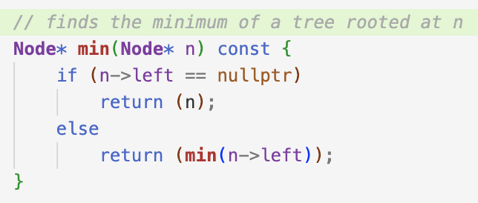 // finds the minimum of a tree rooted at n
Node* min(Node* n) const {
    if (n->left == nullptr)
        return (n);
    else
        return (min(n->left));
}